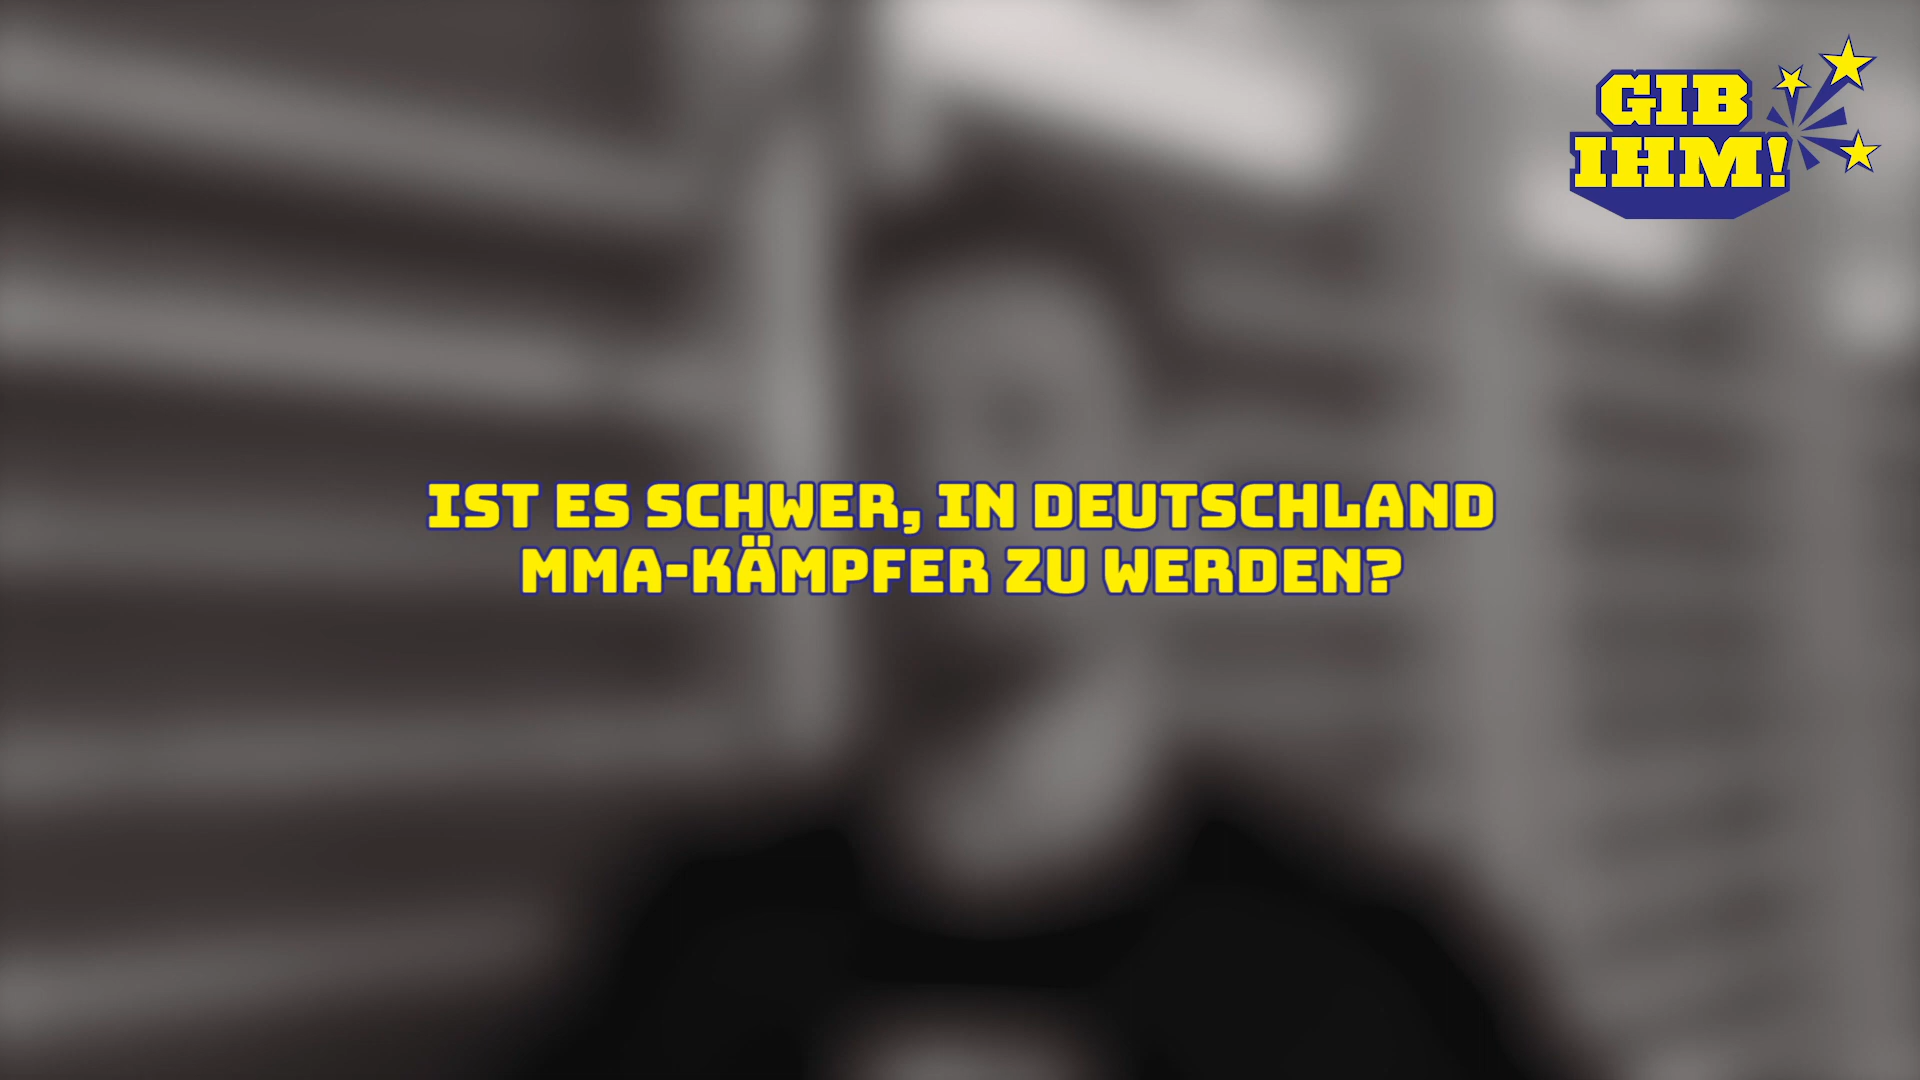 GIB
IHM!
IST ES SCHWER, IN DEUTSCHLAND
MMA-KÄMPFER ZU WERDEN?